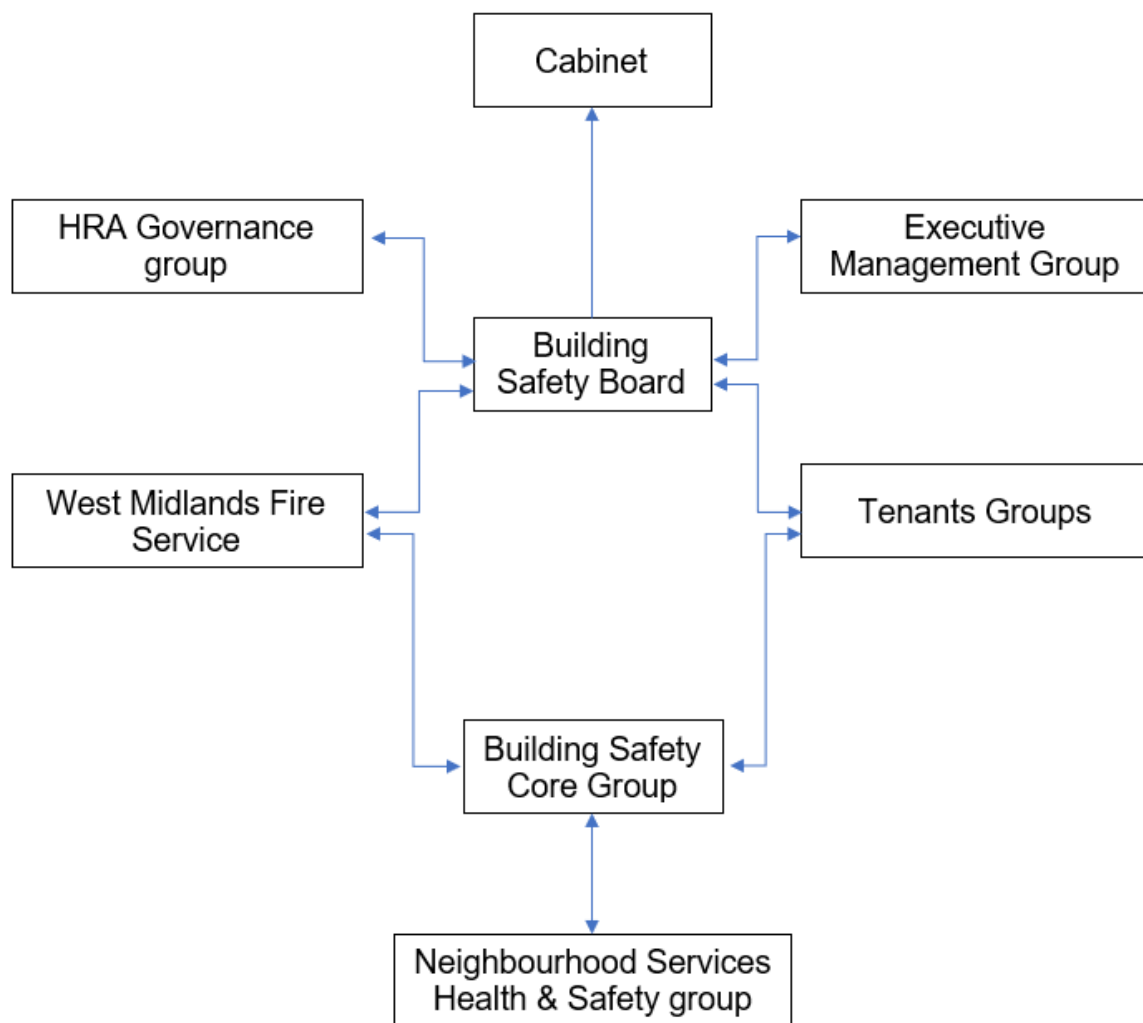 Cabinet
HRA Governance
group
Executive
Management Group
Building
Safety Board
West Midlands Fire
Service
Tenants Groups
Building Safety
Core Group
Neighbourhood Services
Health & Safety group